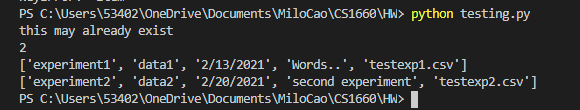 PS C:\Users\53402\OneDrive\Documents\MiloCao\CS1660\HW> python testing.py
this may already exist
2
['experiment1', 'data1', '2/13/2021', 'Words..', 'testexp1.csv']
['experiment2', 'data2', '2/20/2021', 'second experiment', 'testexp2.csv']
PS C:\Users\53402\OneDrive\Documents\MiloCao\CS1660\HW>